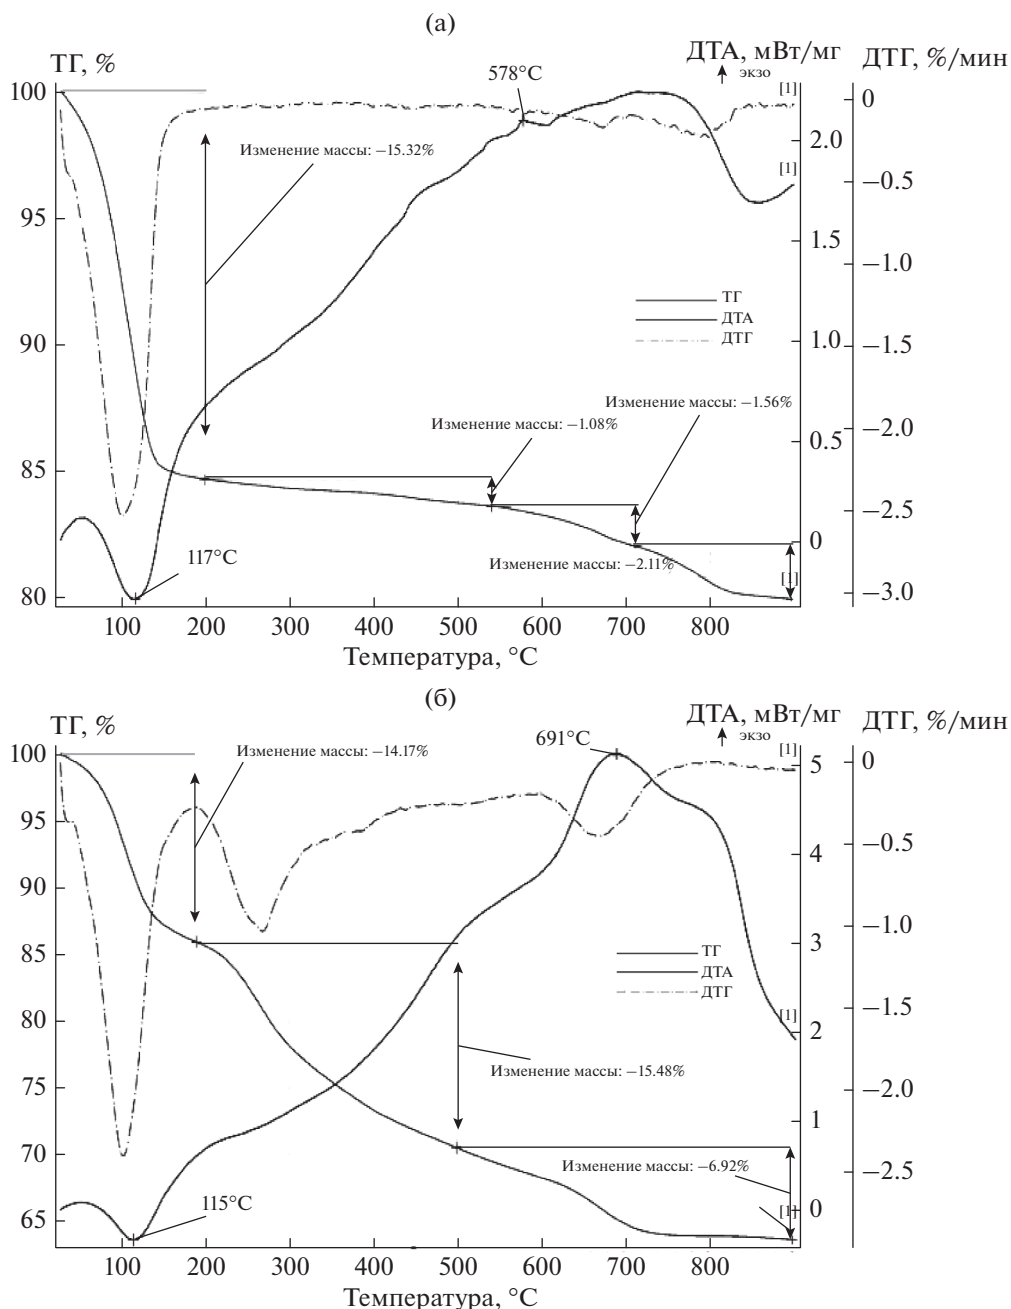 (а)
ТГ, %
ДТА, мВт/мг
ДТГ, %/мин
экзо
578°C
[1]
100
0
2.0
Изменение массы: −15.32%
[1]
−0.5
95
1.5
−1.0
ТГ
ДТА
ДТГ
90
1.0
−1.5
Изменение массы: −1.56%
Изменение массы: −1.08%
0.5
−2.0
85
−2.5
117°C
0
Изменение массы: −2.11%
[1]
80
−3.0
100 200 300 400 500 600 700 800
Температура, °C
(б)
ТГ, %
ДТА, мВт/мг
ДТГ, %/мин
экзо
691°C
[1]
Изменение массы: −14.17%
100
5
0
95
4
−0.5
90
−1.0
85
3
ТГ
ДТА
ДТГ
80
[1]
2
−1.5
75
Изменение массы: −15.48%
−2.0
1
70
Изменение массы: −6.92%
−2.5
115°C
[1]
65
0
100 200 300 400 500 600 700 800
Температура, °C